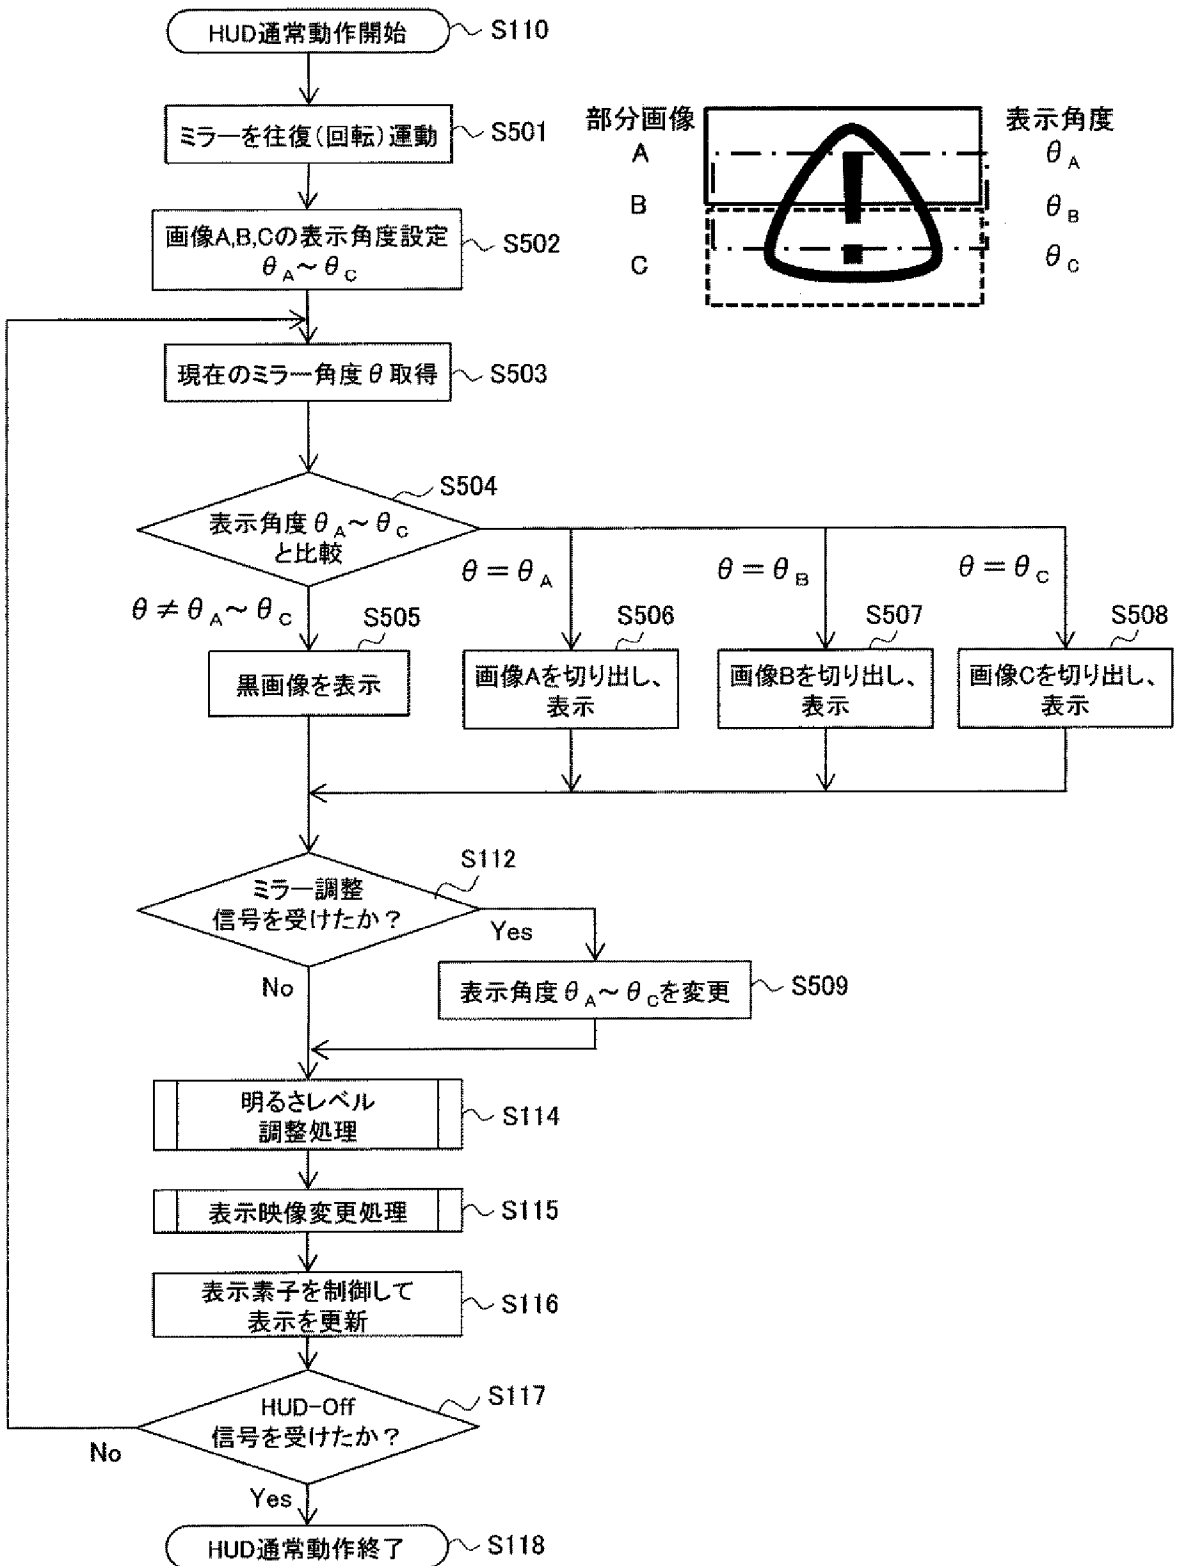 HUD通常動作開始
S110
ミラーを往復(回転)運動
S501
画像A,B,Cの表示角度設定
θA～θC
S502
部分画像
表示角度
A
θA
B
θB
C
θC
現在のミラー角度θ取得
S503
S504
表示角度θA～θC
と比較
θ≠θA～θC
θ＝θA
θ＝θB
θ＝θC
S505
黒画像を表示
S506
画像Aを切り出し、
表示
S507
画像Bを切り出し、
表示
S508
画像Cを切り出し、
表示
S112
ミラー調整
信号を受けたか？
Yes
No
表示角度θA～θCを変更
S509
明るさレベル
調整処理
S114
表示映像変更処理
S115
表示素子を制御して
表示を更新
S116
S117
HUD-Off
信号を受けたか？
No
Yes
HUD通常動作終了
S118